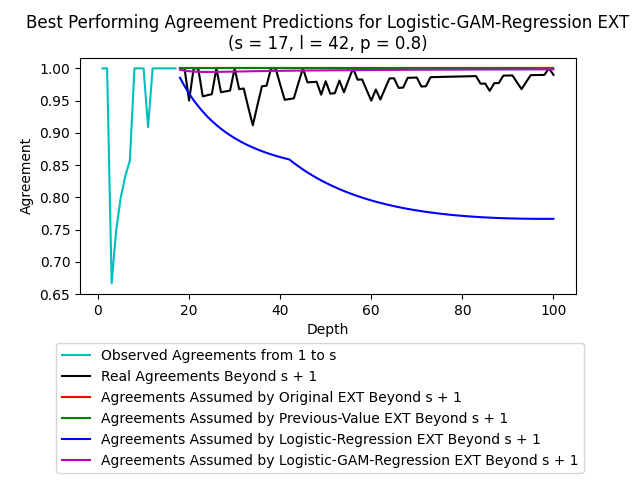 Best Performing Agreement Predictions for Logistic-GAM-Regression EXT
(s = 17, l = 42, p = 0.8)
1.00
0.95
0.90
0.85
0.80
0.75
0.70
0.65
Agreement
0 20 40 60 80 100
Depth
Observed Agreements from 1 to s
Real Agreements Beyond s + 1
Agreements Assumed by Original EXT Beyond s + 1
Agreements Assumed by Previous-Value EXT Beyond s + 1
Agreements Assumed by Logistic-Regression EXT Beyond s + 1
Agreements Assumed by Logistic-GAM-Regression EXT Beyond s + 1